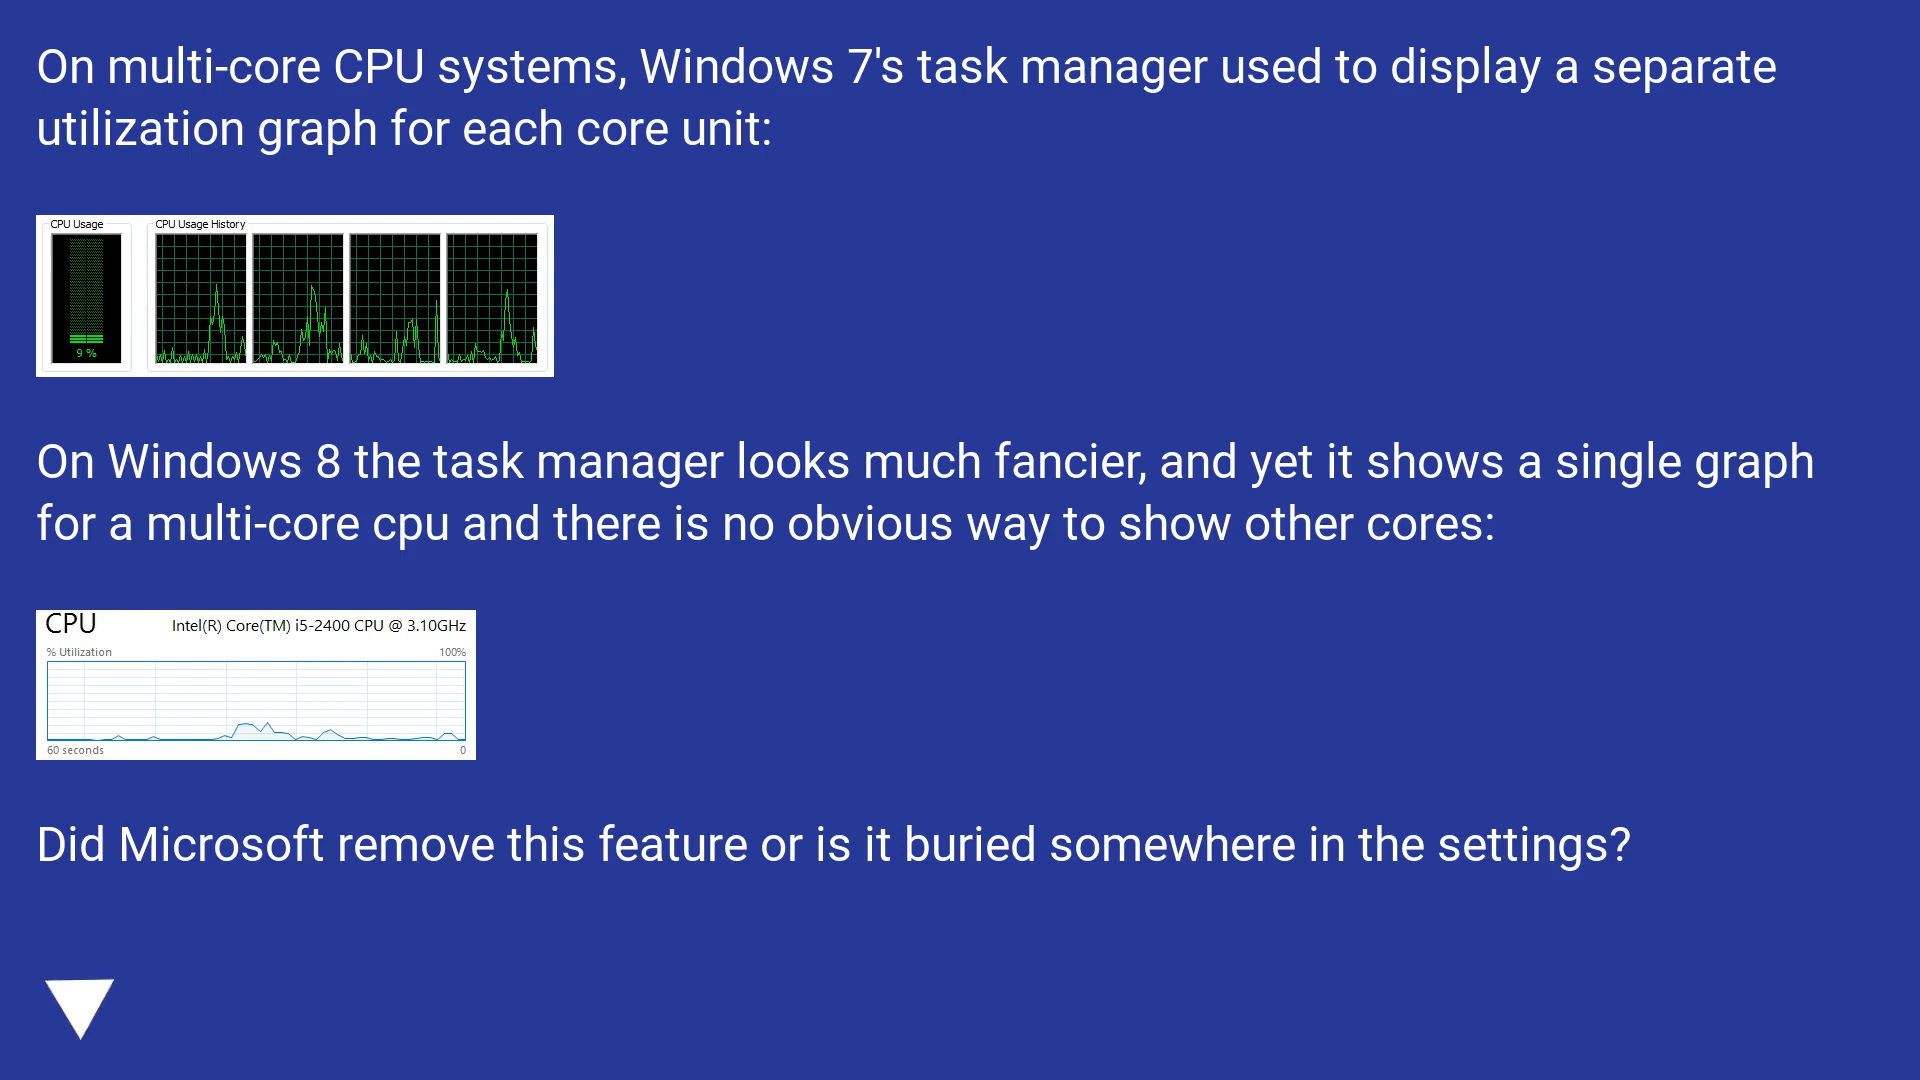 On multi-core CPU systems, Windows 7's task manager used to display a separate
utilization graph for each core unit:
CPU Usage
CPU Usage History
9 %
On Windows 8 the task manager looks much fancier, and yet it shows a single graph
for a multi-core cpu and there is no obvious way to show other cores:
CPU
Intel(R) Core(TM) i5-2400 CPU @ 3.10GHz
% Utilization
100%
60 seconds
0
Did Microsoft remove this feature or is it buried somewhere in the settings?